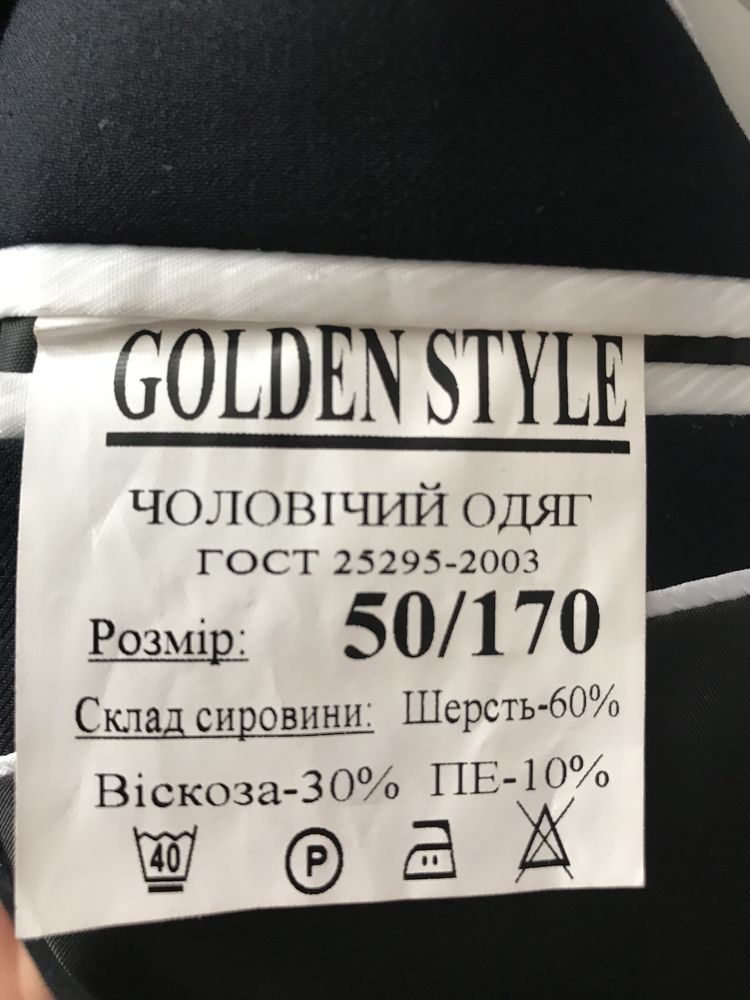 GOLDEN STYLE
ЧОЛОВІЧИЙ ОДЯГ
ГОСТ 25295-2003
Розмір: 50/170
Склад сировини: Шерсть-60%
Віскоза-30% ПЕ-10%
40 P